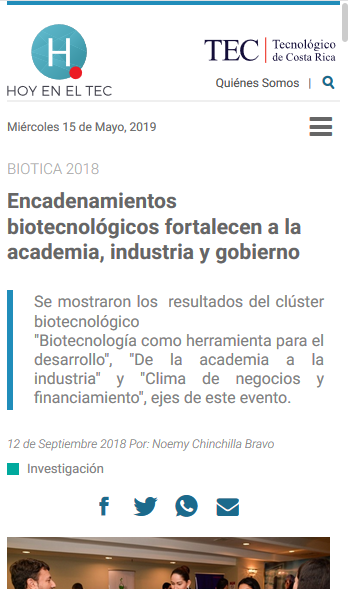 H
HOY EN EL TEC
TEC | Tecnológico
de Costa Rica
Quiénes Somos |
Miércoles 15 de Mayo, 2019
BIOTICA 2018
Encadenamientos
biotecnológicos fortalecen a la
academia, industria y gobierno
Se mostraron los resultados del clúster
biotecnológico
"Biotecnología como herramienta para el
desarrollo", "De la academia a la
industria" y "Clima de negocios y
financiamiento", ejes de este evento.
12 de Septiembre 2018 Por: Noemy Chinchilla Bravo
Investigación